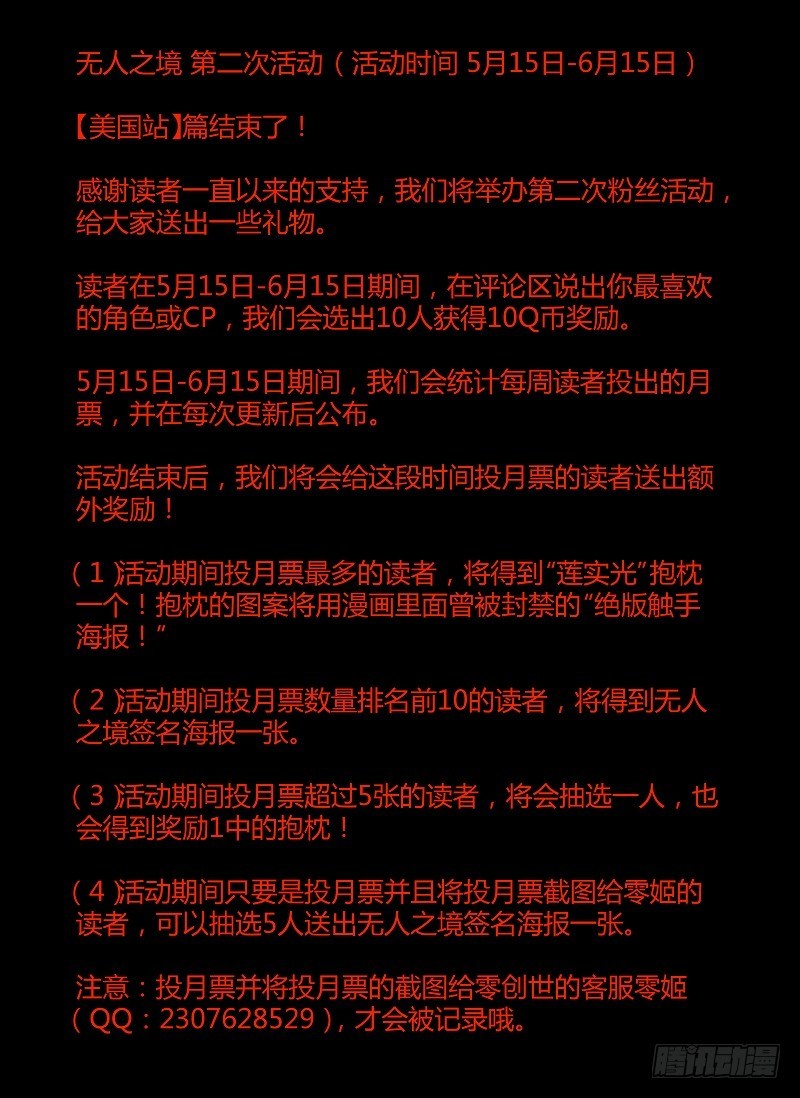 无人之境 第二次活动（活动时间 5月15日-6月15日）
【美国站】篇结束了！
感谢读者一直以来的支持，我们将举办第二次粉丝活动，
给大家送出一些礼物。
读者在5月15日-6月15日期间，在评论区说出你最喜欢
的角色或CP，我们会选出10人获得10Q币奖励。
5月15日-6月15日期间，我们会统计每周读者投出的月
票，并在每次更新后公布。
活动结束后，我们将会给这段时间投月票的读者送出额
外奖励！
（1）活动期间投月票最多的读者，将得到“莲实光”抱枕
一个！抱枕的图案将用漫画里面曾被封禁的“绝版触手
海报！”
（2）活动期间投月票数量排名前10的读者，将得到无人
之境签名海报一张。
（3）活动期间投月票超过5张的读者，将会抽选一人，也
会得到奖励1中的抱枕！
（4）活动期间只要是投月票并且将投月票截图给零姬的
读者，可以抽选5人送出无人之境签名海报一张。
注意：投月票并将投月票的截图给零创世的客服零姬
（QQ：2307628529），才会被记录哦。
腾讯动漫